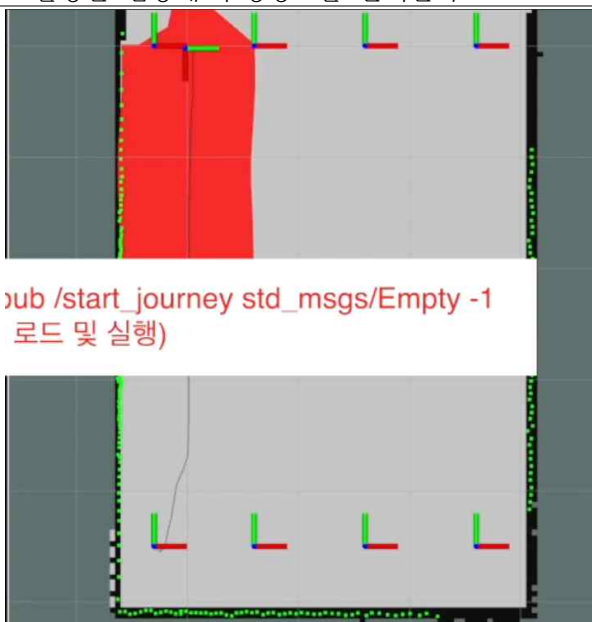 pub /start_journey std_msgs/Empty -1
로드 및 실행)